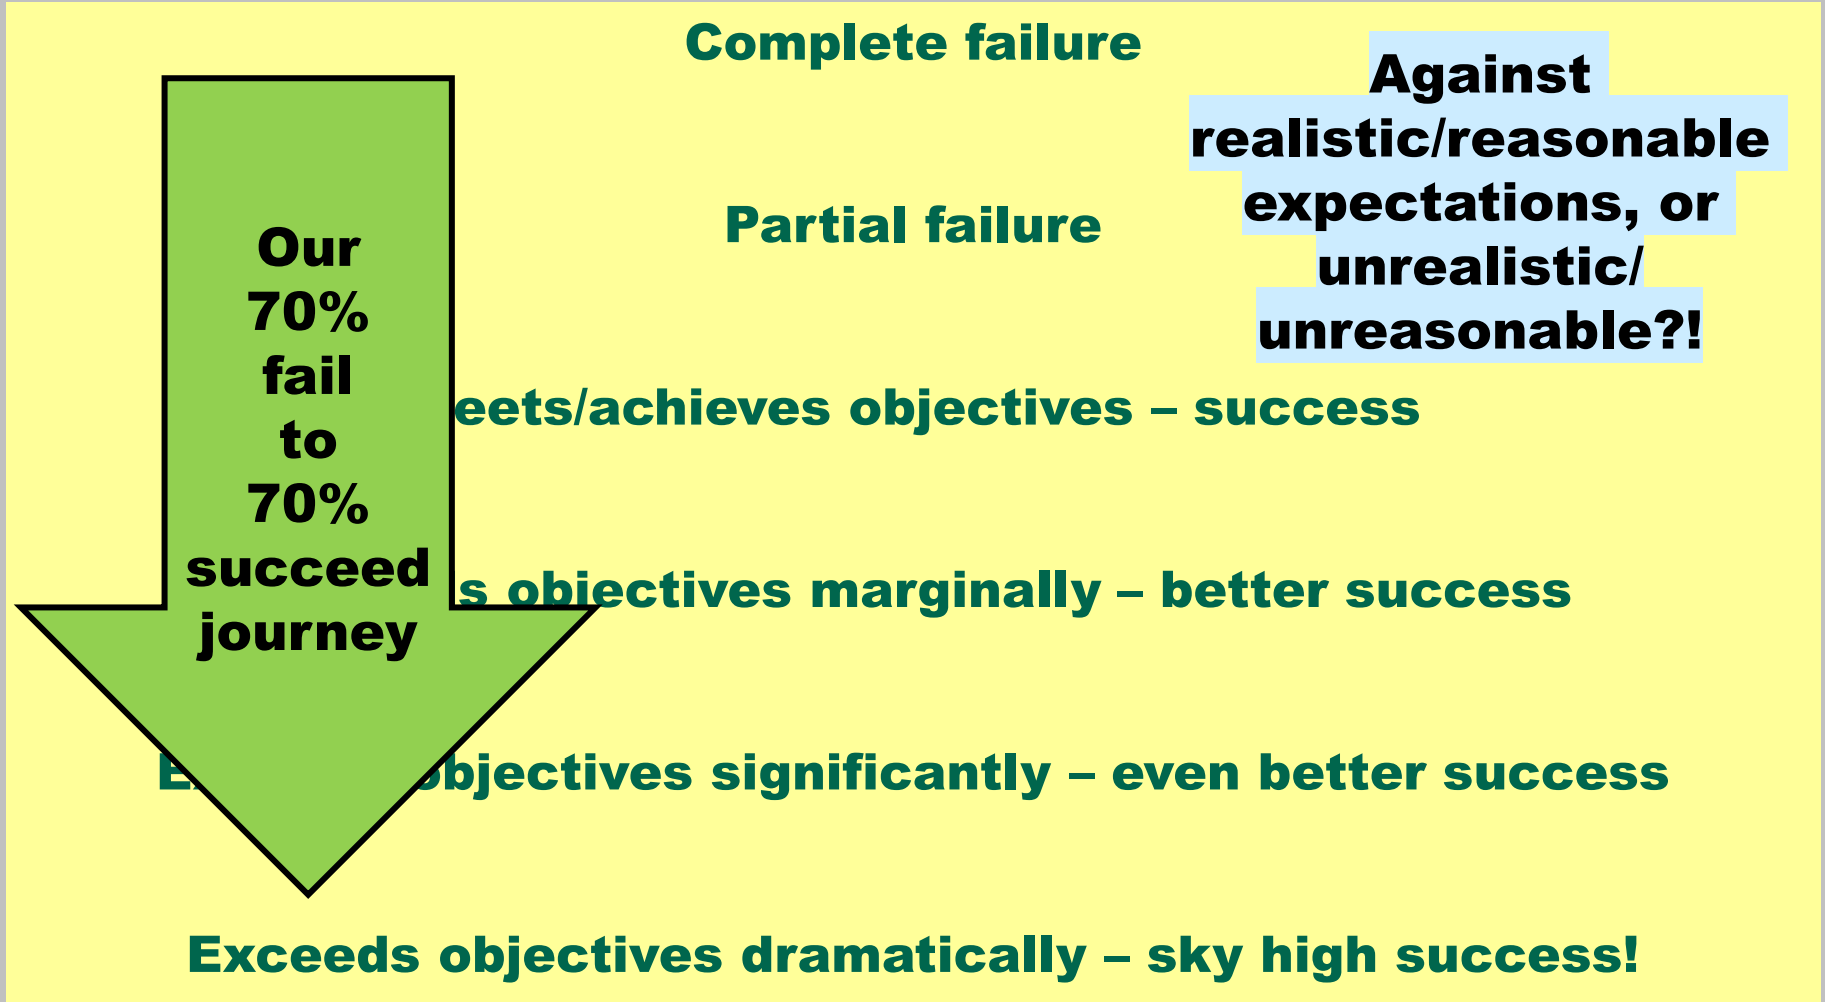 Complete failure
Against
realistic/reasonable
expectations, or
unrealistic/
unreasonable?!
Partial failure
Our
70%
fail
to
70%
succeed
journey
eets/achieves objectives – success
s objectives marginally – better success
objectives significantly – even better success
Exceeds objectives dramatically – sky high success!